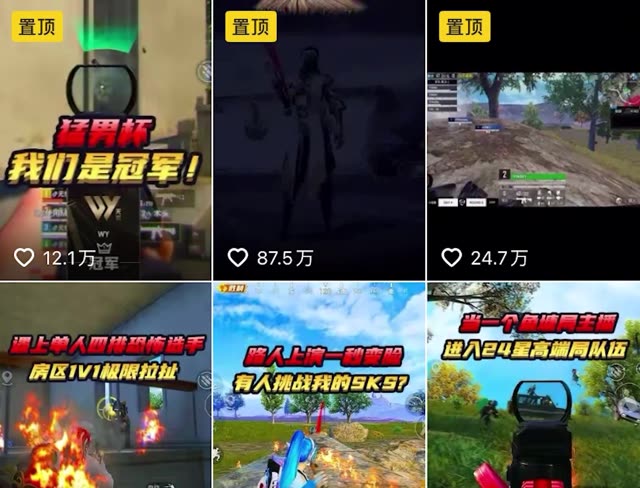 置顶
置顶
置顶
猛男杯
我们是冠军！
WY
WY
冠军
12.1万
87.5万
24.7万
遇上单人四排恐怖选手
房区1V1极限拉扯
路人上演一秒变脸
有人挑战我的SKS?
当一个鱼塘局主播
进入24星高端局队伍